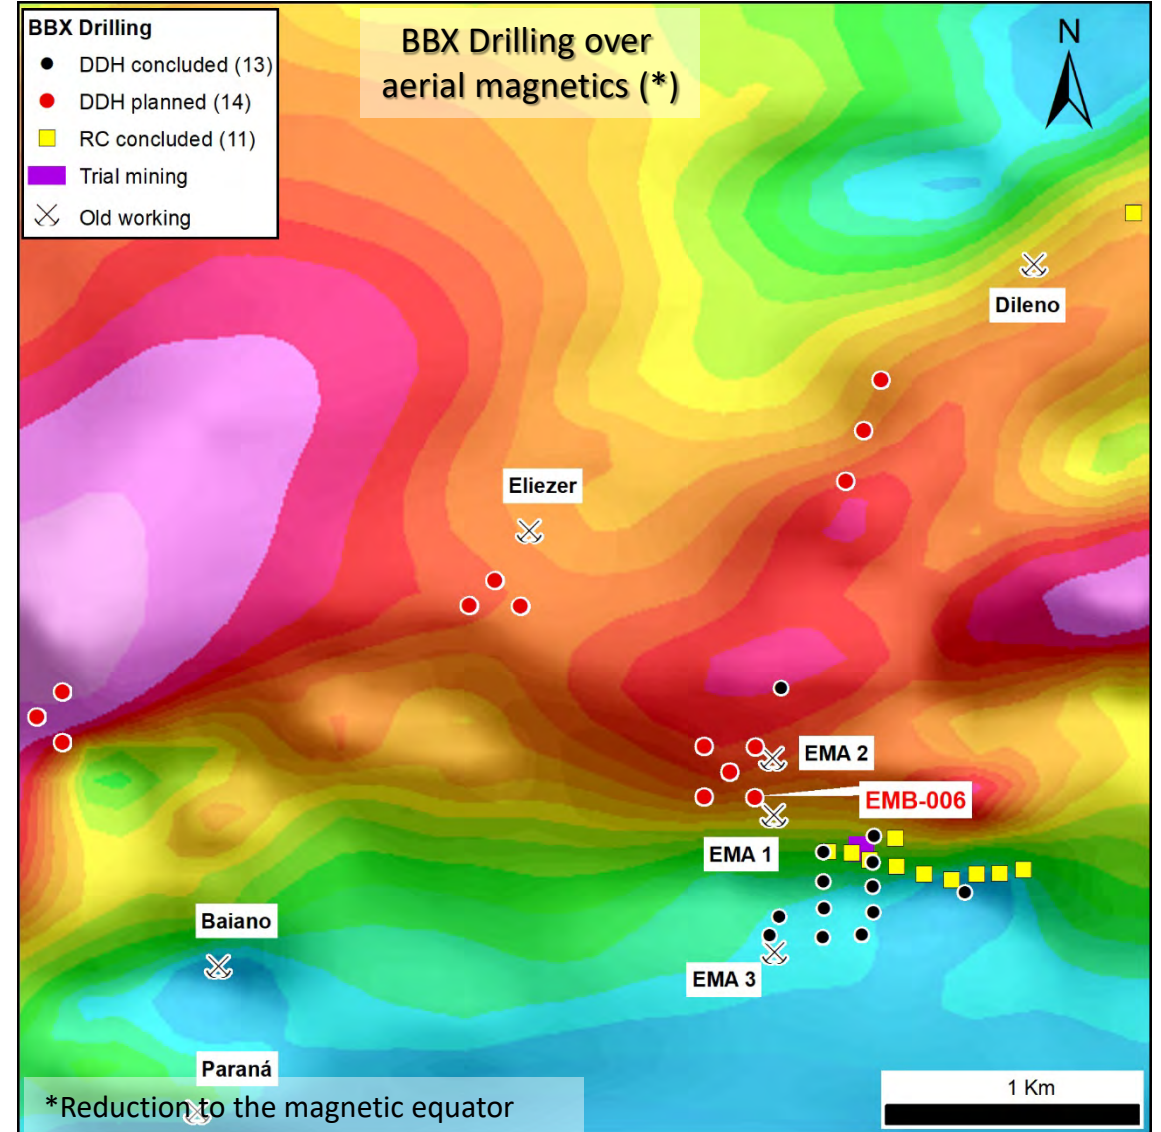 BBX Drilling
DDH concluded (13)
DDH planned (14)
RC concluded (11)
Trial mining
Old working
BBX Drilling over
aerial magnetics (*)
N
Dileno
Eliezer
EMA 2
EMB-006
EMA 1
Baiano
EMA 3
Paraná
1 Km
*Reduction to the magnetic equator